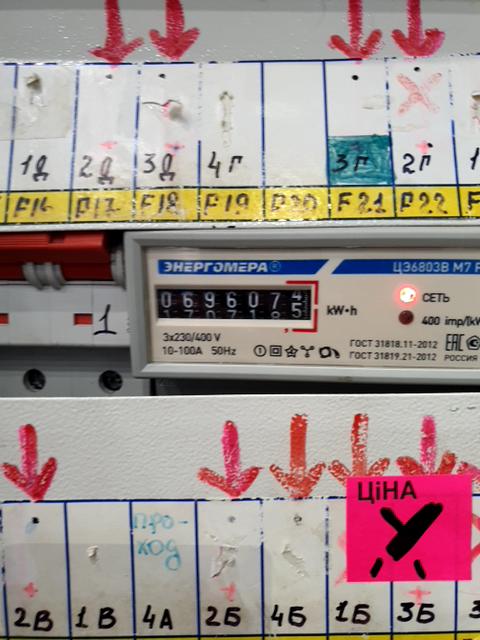 1Д 2Д 3Д 4Г 3Г 2Г
F16 F17 F18 F19 F20 F21 F22
ЭНЕРГОМЕРА® ЦЭ6803В М7
0696074
kW•h
СЕТЬ
400 imp/(kW
1
3x230/400 V
10-100A 50Hz
ГОСТ 31818.11-2012
ГОСТ 31819.21-2012
EAC
РОССИЯ
ЦіНА
ПРО-
ХОД
2В 1В 4А 2Б 4Б 1Б 3Б